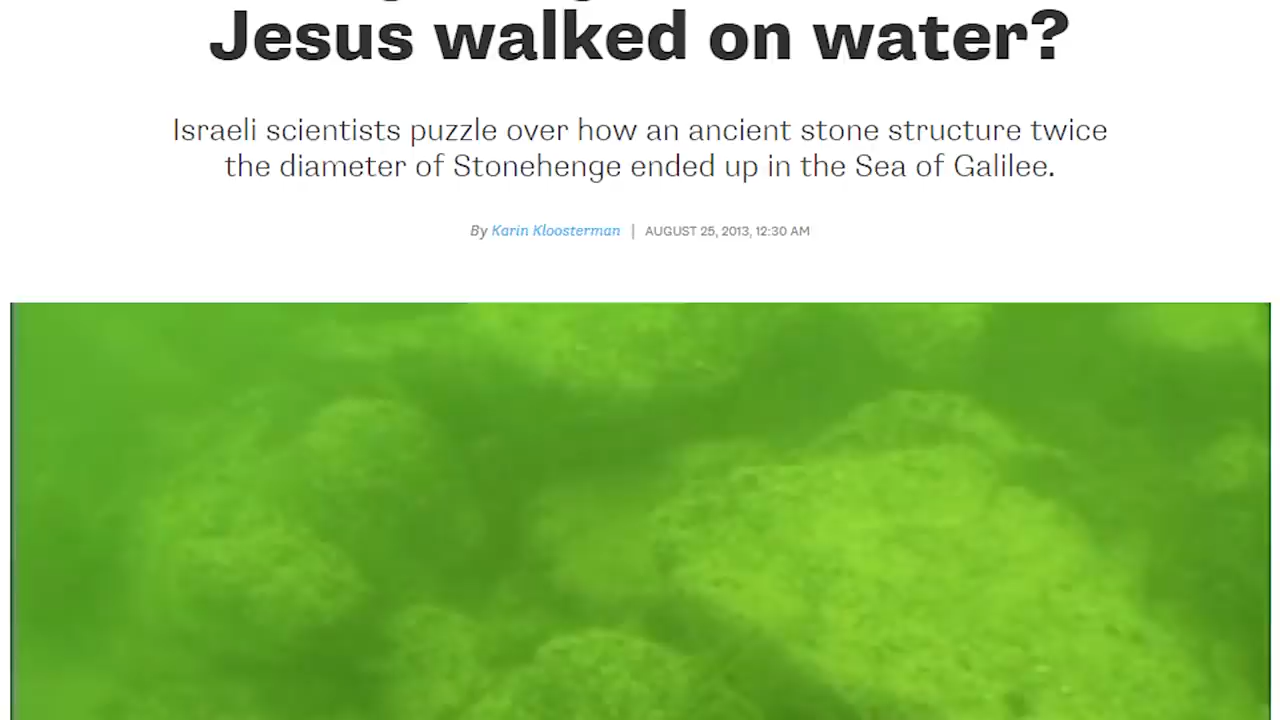 Jesus walked on water?
Israeli scientists puzzle over how an ancient stone structure twice
the diameter of Stonehenge ended up in the Sea of Galilee.
By Karin Kloosterman | AUGUST 25, 2013, 12:30 AM